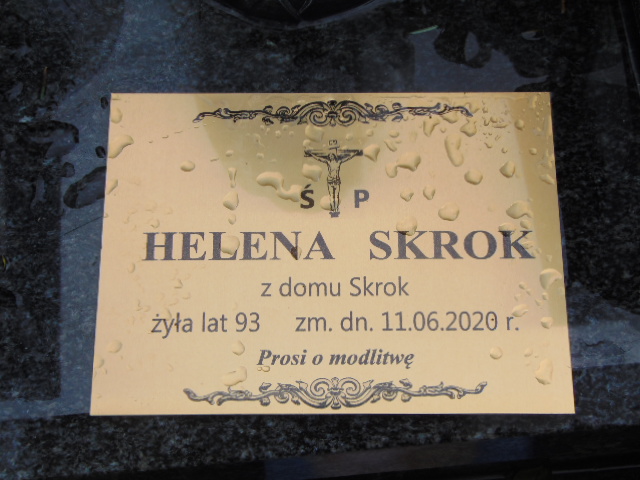 Ś P
HELENA SKROK
z domu Skrok
żyła lat 93 zm. dn. 11.06.2020 r.
Prosi o modlitwę